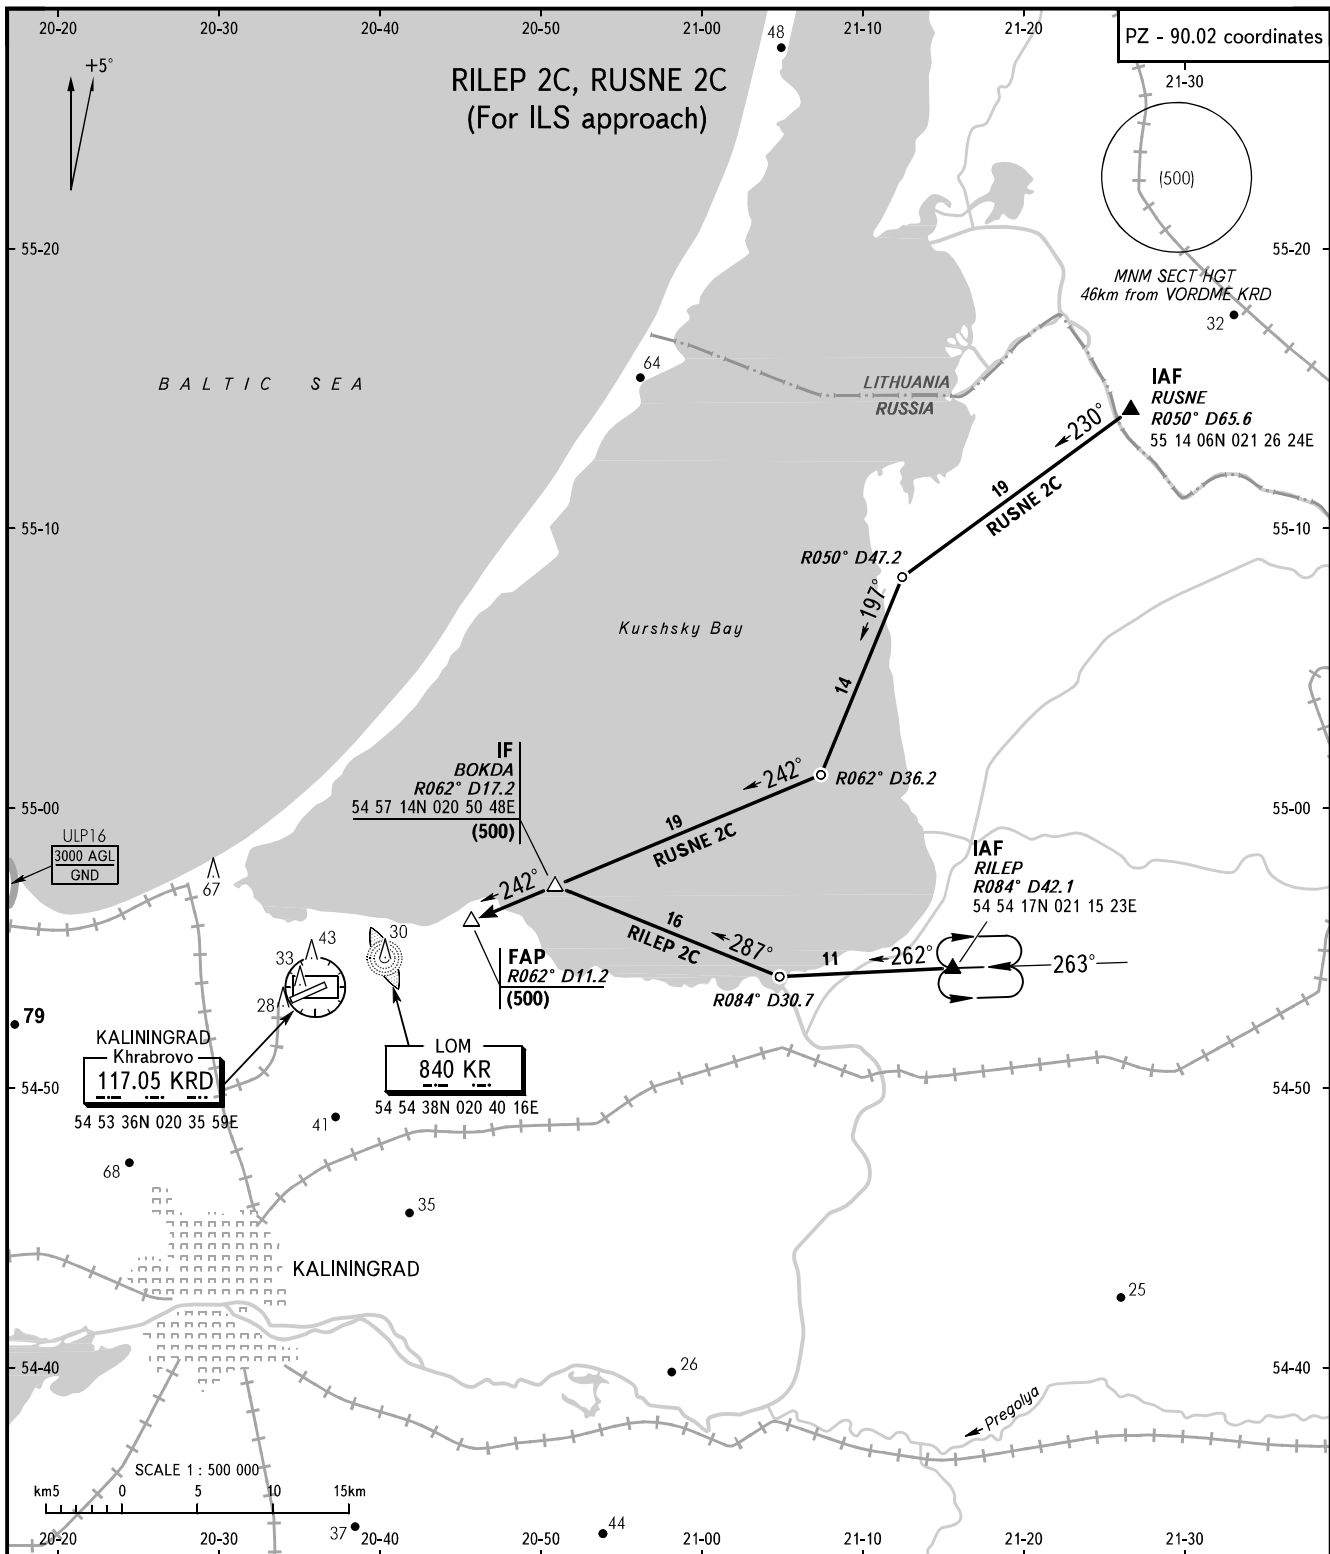 20-20 20-30 20-40 20-50 21-00 21-10 21-20
PZ - 90.02 coordinates
21-30
+5°
48
RILEP 2C, RUSNE 2C
(For ILS approach)
(500)
55-20 55-20
MNM SECT HGT
46km from VORDME KRD
32
BALTIC SEA
64
LITHUANIA
RUSSIA
IAF
RUSNE
R050° D65.6
55 14 06N 021 26 24E
230°
19
RUSNE 2C
55-10 55-10
R050° D47.2
197°
Kurshsky Bay
14
IF
BOKDA
R062° D17.2
54 57 14N 020 50 48E
(500)
242°
R062° D36.2
55-00 55-00
19
RUSNE 2C
ULP16
3000 AGL
GND
67
IAF
RILEP
R084° D42.1
54 54 17N 021 15 23E
242°
16
RILEP 2C
287°
11
262°
263°
43
33
30
28
FAP
R062° D11.2
(500)
R084° D30.7
79
KALININGRAD
Khrabrovo
117.05 KRD
54 53 36N 020 35 59E
LOM
840 KR
54 54 38N 020 40 16E
54-50 54-50
41
68
35
KALININGRAD
25
54-40 54-40
26
Pregolya
SCALE 1 : 500 000
km5 0 5 10 15km
37
44
20-20 20-30 20-40 20-50 21-00 21-10 21-20 21-30